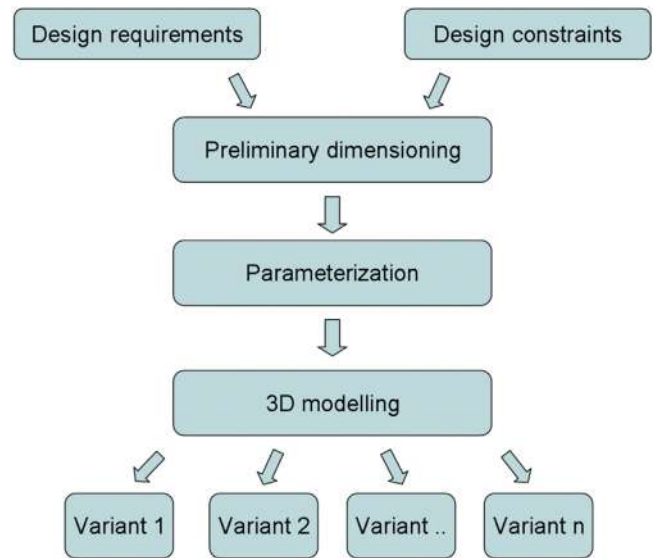 Design requirements
Design constraints
Preliminary dimensioning
Parameterization
3D modelling
Variant 1
Variant 2
Variant ..
Variant n